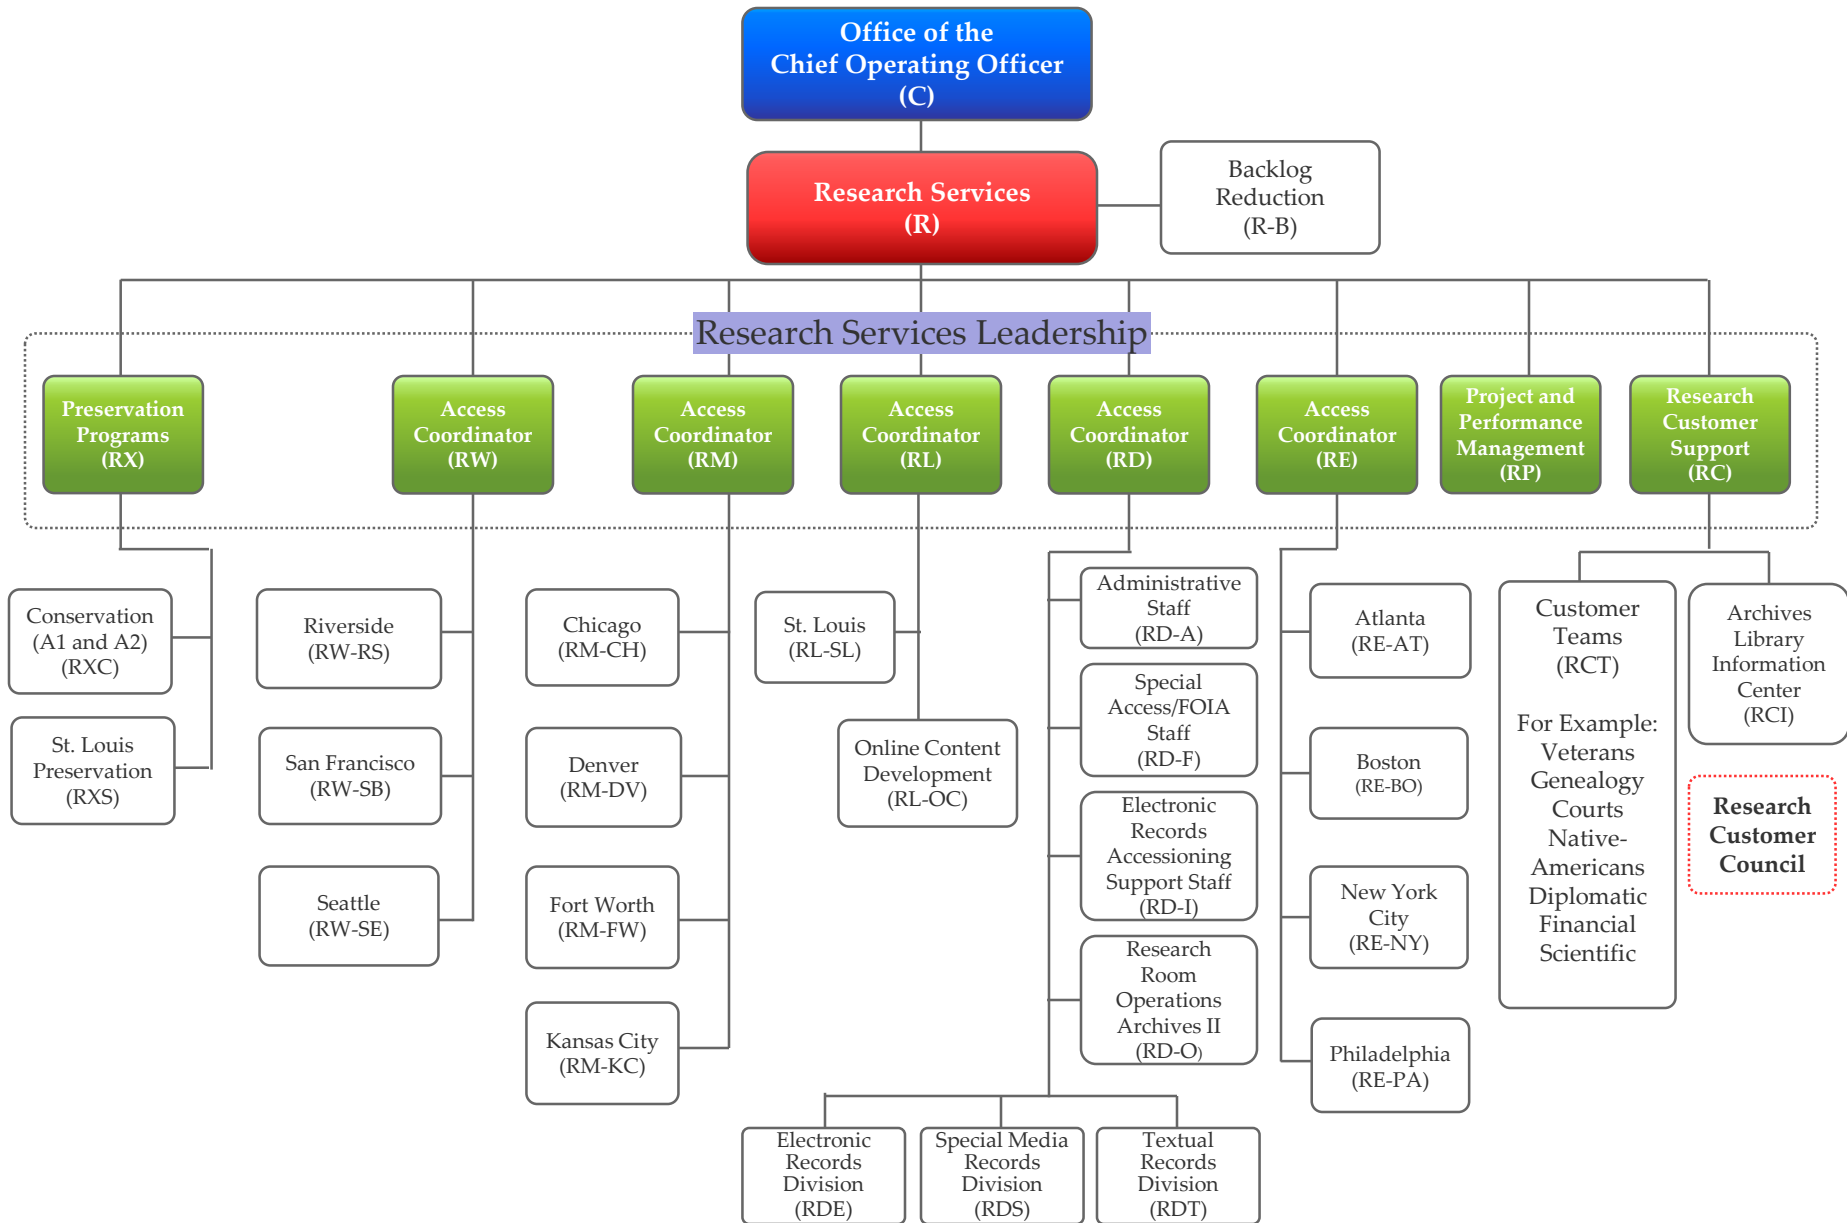 Office of the
Chief Operating Officer
(C)
Research Services
(R)
Backlog
Reduction
(R-B)
Research Services Leadership
Preservation
Programs
(RX)
Access
Coordinator
(RW)
Access
Coordinator
(RM)
Access
Coordinator
(RL)
Access
Coordinator
(RD)
Access
Coordinator
(RE)
Project and
Performance
Management
(RP)
Research
Customer
Support
(RC)
Conservation
(A1 and A2)
(RXC)
St. Louis
Preservation
(RXS)
Riverside
(RW-RS)
San Francisco
(RW-SB)
Seattle
(RW-SE)
Chicago
(RM-CH)
Denver
(RM-DV)
Fort Worth
(RM-FW)
Kansas City
(RM-KC)
St. Louis
(RL-SL)
Online Content
Development
(RL-OC)
Administrative
Staff
(RD-A)
Special
Access/FOIA
Staff
(RD-F)
Electronic
Records
Accessioning
Support Staff
(RD-I)
Research
Room
Operations
Archives II
(RD-O)
Electronic
Records
Division
(RDE)
Special Media
Records
Division
(RDS)
Textual
Records
Division
(RDT)
Atlanta
(RE-AT)
Boston
(RE-BO)
New York
City
(RE-NY)
Philadelphia
(RE-PA)
Customer
Teams
(RCT)
For Example:
Veterans
Genealogy
Courts
Native-
Americans
Diplomatic
Financial
Scientific
Archives
Library
Information
Center
(RCI)
Research
Customer
Council